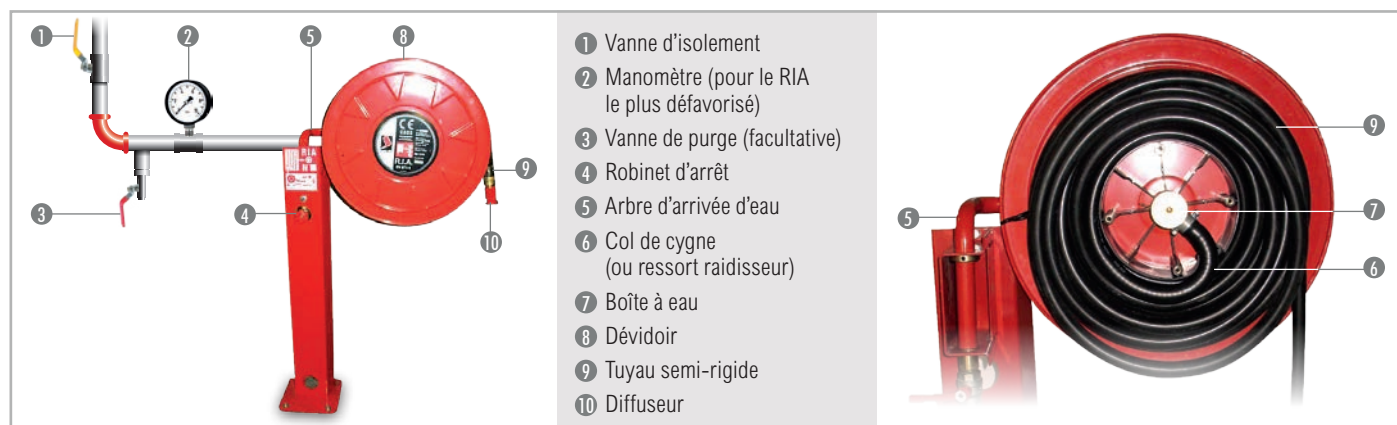 1
2
5
8
9
3
4
10
1 Vanne d'isolement
2 Manomètre (pour le RIA
le plus défavorisé)
3 Vanne de purge (facultative)
4 Robinet d'arrêt
5 Arbre d'arrivée d'eau
6 Col de cygne
(ou ressort raidisseur)
7 Boîte à eau
8 Dévidoir
9 Tuyau semi-rigide
10 Diffuseur
CE
R.I.A.
RIA
9
5
7
6